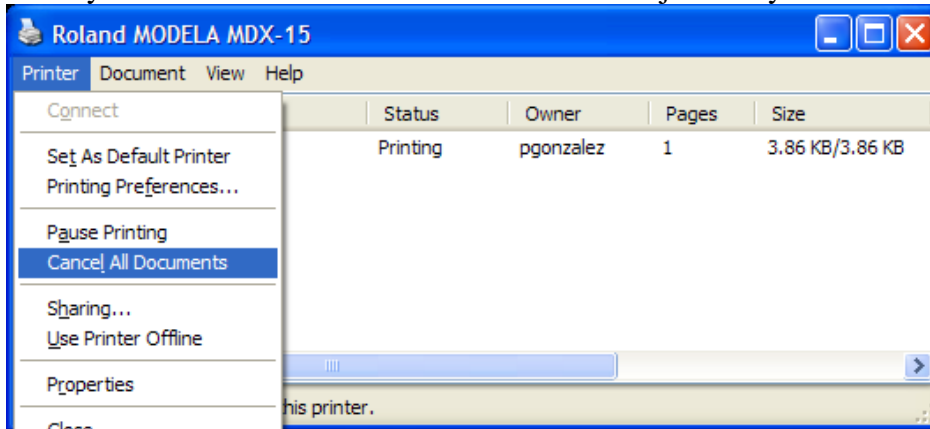 Roland MODELA MDX-15
Printer Document View Help
Connect
Status Owner Pages Size
Set As Default Printer
Printing Preferences...
Printing pgonzalez 1 3.86 KB/3.86 KB
Pause Printing
Cancel All Documents
Sharing...
Use Printer Offline
Properties
his printer.
Close